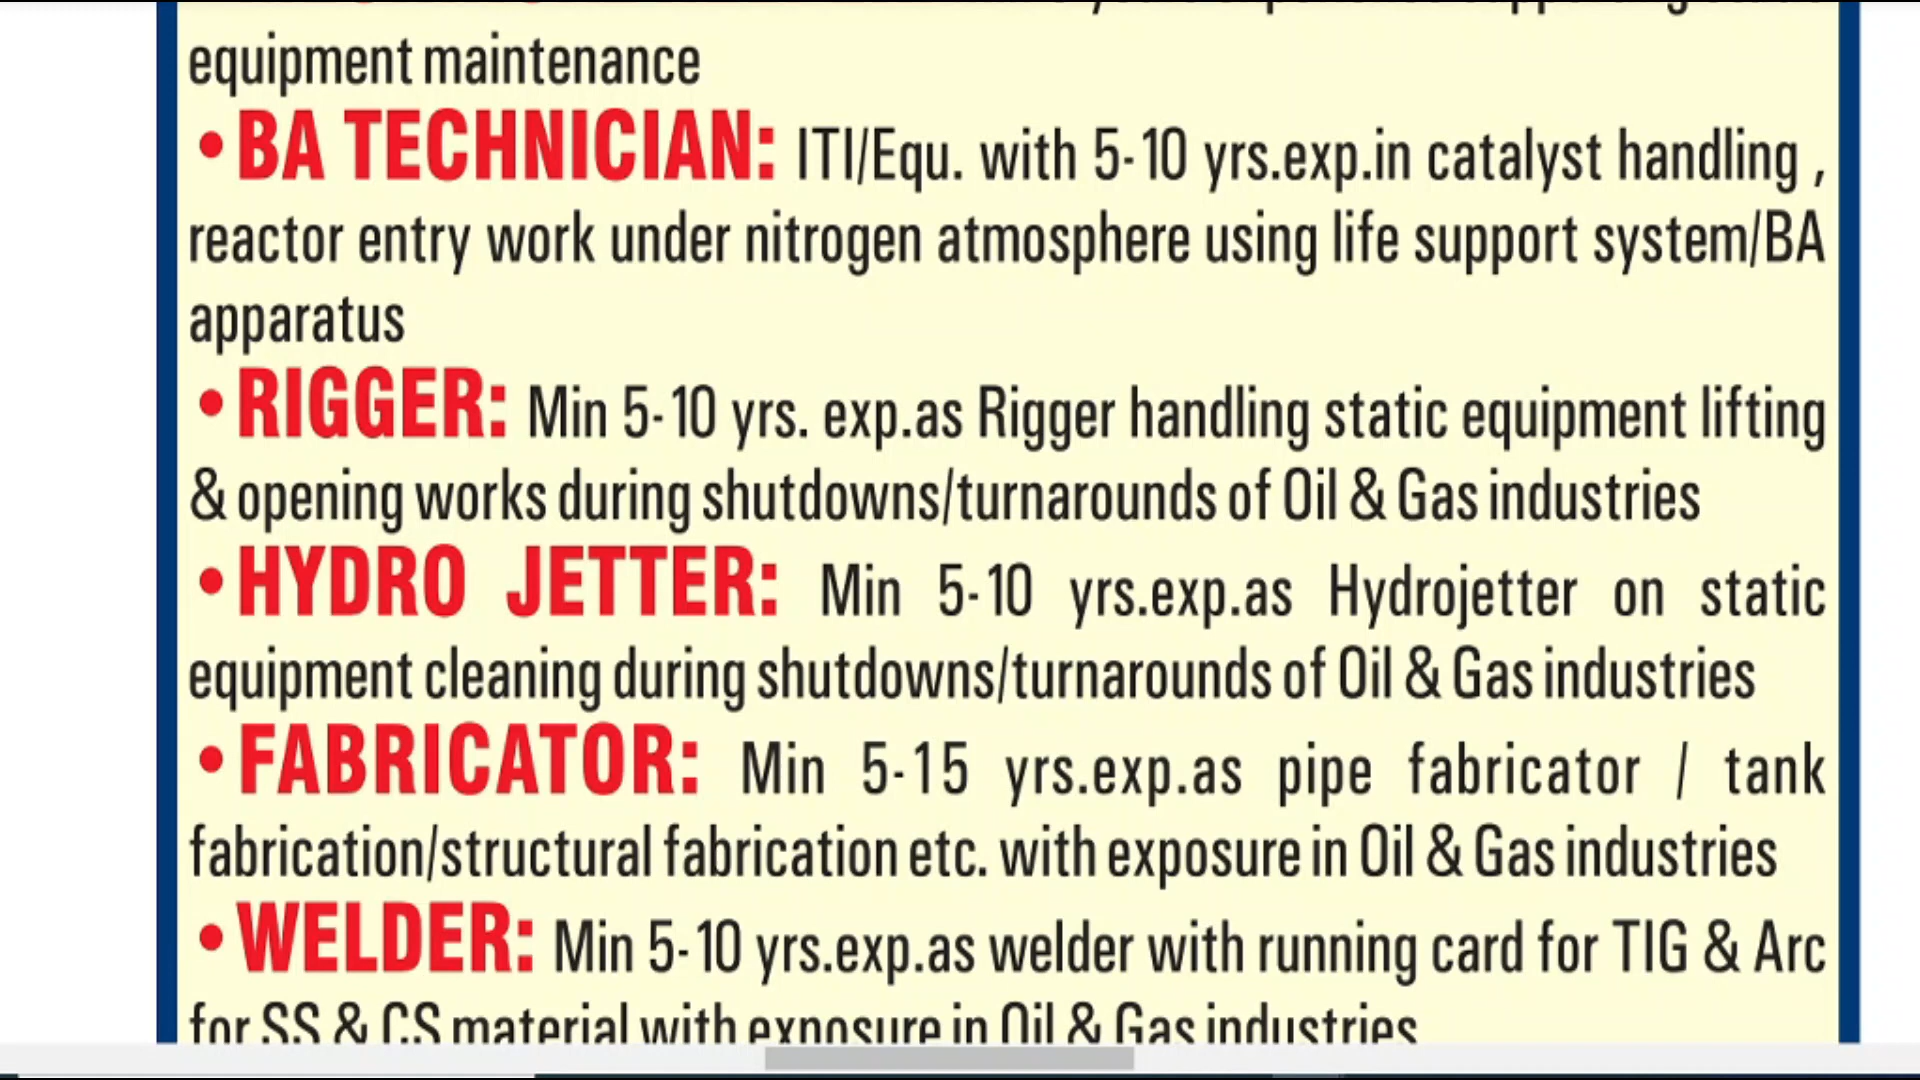 equipment maintenance
•BA TECHNICIAN: ITI/Equ. with 5-10 yrs.exp.in catalyst handling ,
reactor entry work under nitrogen atmosphere using life support system/BA
apparatus
•RIGGER: Min 5-10 yrs. exp.as Rigger handling static equipment lifting
& opening works during shutdowns/turnarounds of Oil & Gas industries
•HYDRO JETTER: Min 5-10 yrs.exp.as Hydrojetter on static
equipment cleaning during shutdowns/turnarounds of Oil & Gas industries
•FABRICATOR: Min 5-15 yrs.exp.as pipe fabricator / tank
fabrication/structural fabrication etc. with exposure in Oil & Gas industries
•WELDER: Min 5-10 yrs.exp.as welder with running card for TIG & Arc
for SS & CS material with exposure in Oil & Gas industries